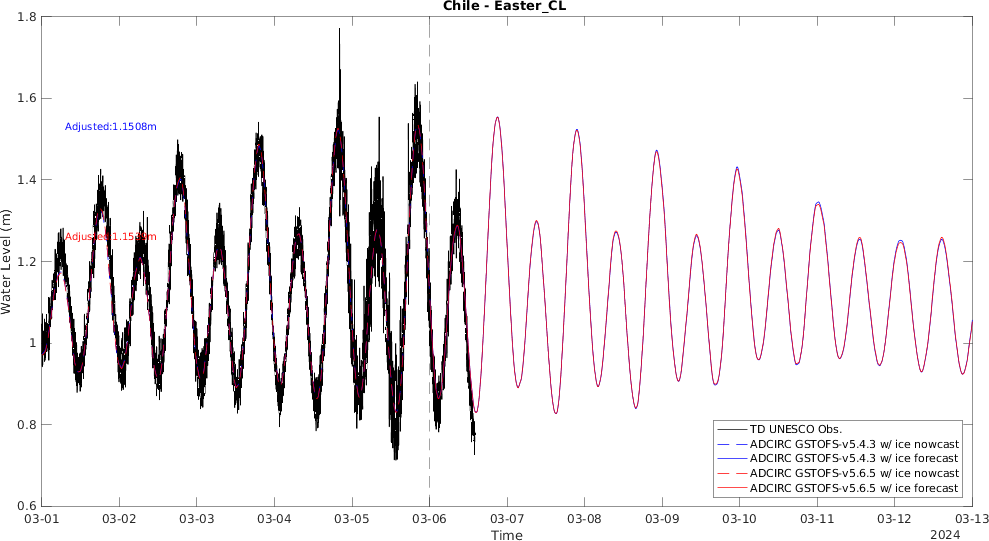 Chile - Easter_CL
1.8
1.6
1.4
1.2
1
0.8
0.6
Water Level (m)
Adjusted:1.1508m
03-01
03-02
03-03
03-04
03-05
03-06
03-07
03-08
03-09
03-10
03-11
03-12
03-13
Time
2024
TD UNESCO Obs.
ADCIRC GSTOFS-v5.4.3 w/ ice nowcast
ADCIRC GSTOFS-v5.4.3 w/ ice forecast
ADCIRC GSTOFS-v5.6.5 w/ ice nowcast
ADCIRC GSTOFS-v5.6.5 w/ ice forecast